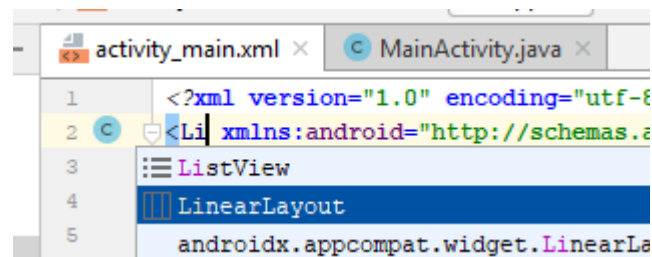 activity_main.xml MainActivity.java
1 <?xml version="1.0" encoding="utf-8
2 C <Li xmlns:android="http://schemas.a
3 ListView
4 LinearLayout
5 androidx.appcompat.widget.LinearLa